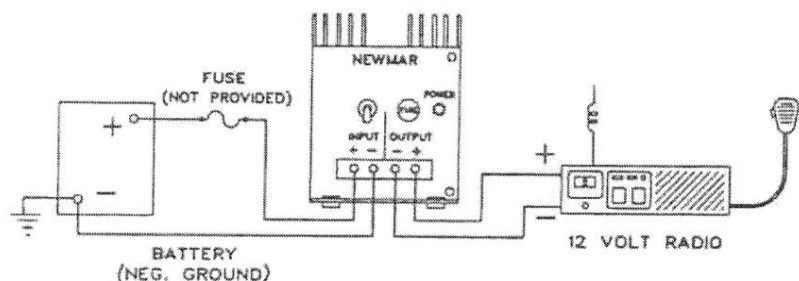 NEWMAR
FUSE
(NOT PROVIDED)
POWER
FUSE
INPUT OUTPUT
+ − − +
+
−
+
−
12 VOLT RADIO
BATTERY
(NEG. GROUND)